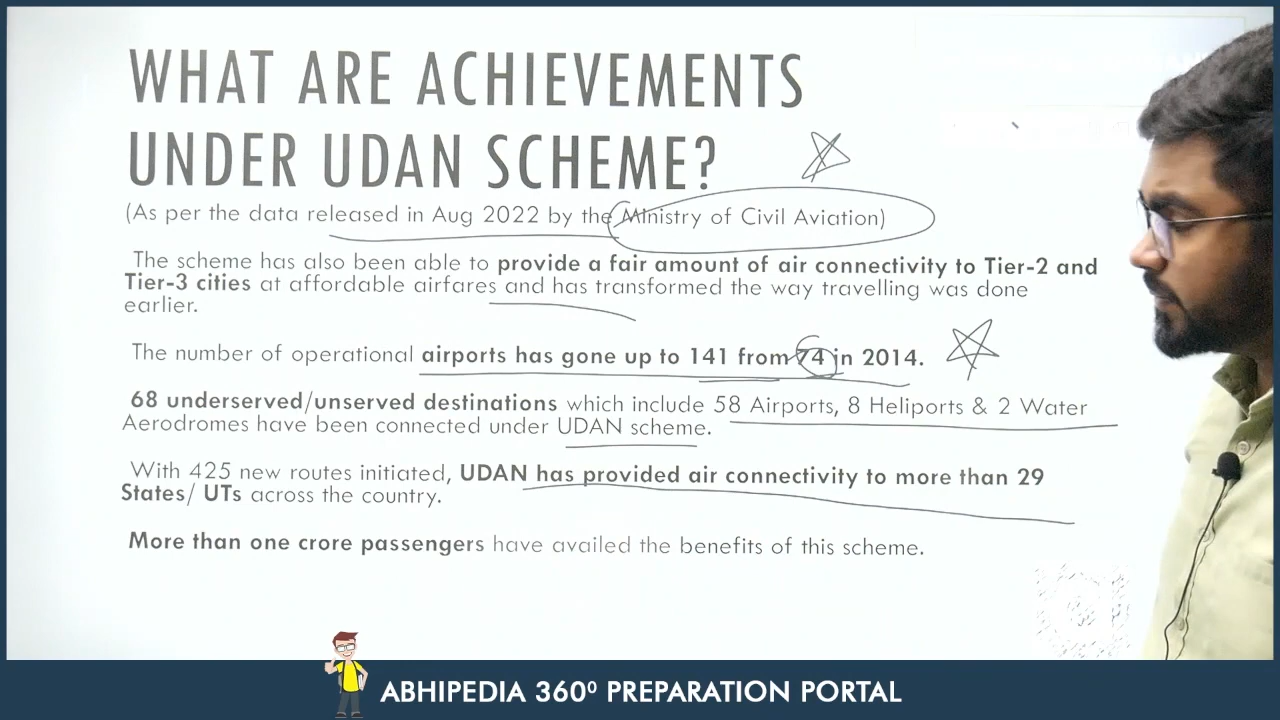 WHAT ARE ACHIEVEMENTS
UNDER UDAN SCHEME?
(As per the data released in Aug 2022 by the Ministry of Civil Aviation)
The scheme has also been able to provide a fair amount of air connectivity to Tier-2 and
Tier-3 cities at affordable airfares and has transformed the way travelling was done
earlier.
The number of operational airports has gone up to 141 from 74 in 2014.
68 underserved/unserved destinations which include 58 Airports, 8 Heliports & 2 Water
Aerodromes have been connected under UDAN scheme.
With 425 new routes initiated, UDAN has provided air connectivity to more than 29
States/ UTs across the country.
More than one crore passengers have availed the benefits of this scheme.
ABHIPEDIA 360⁰ PREPARATION PORTAL